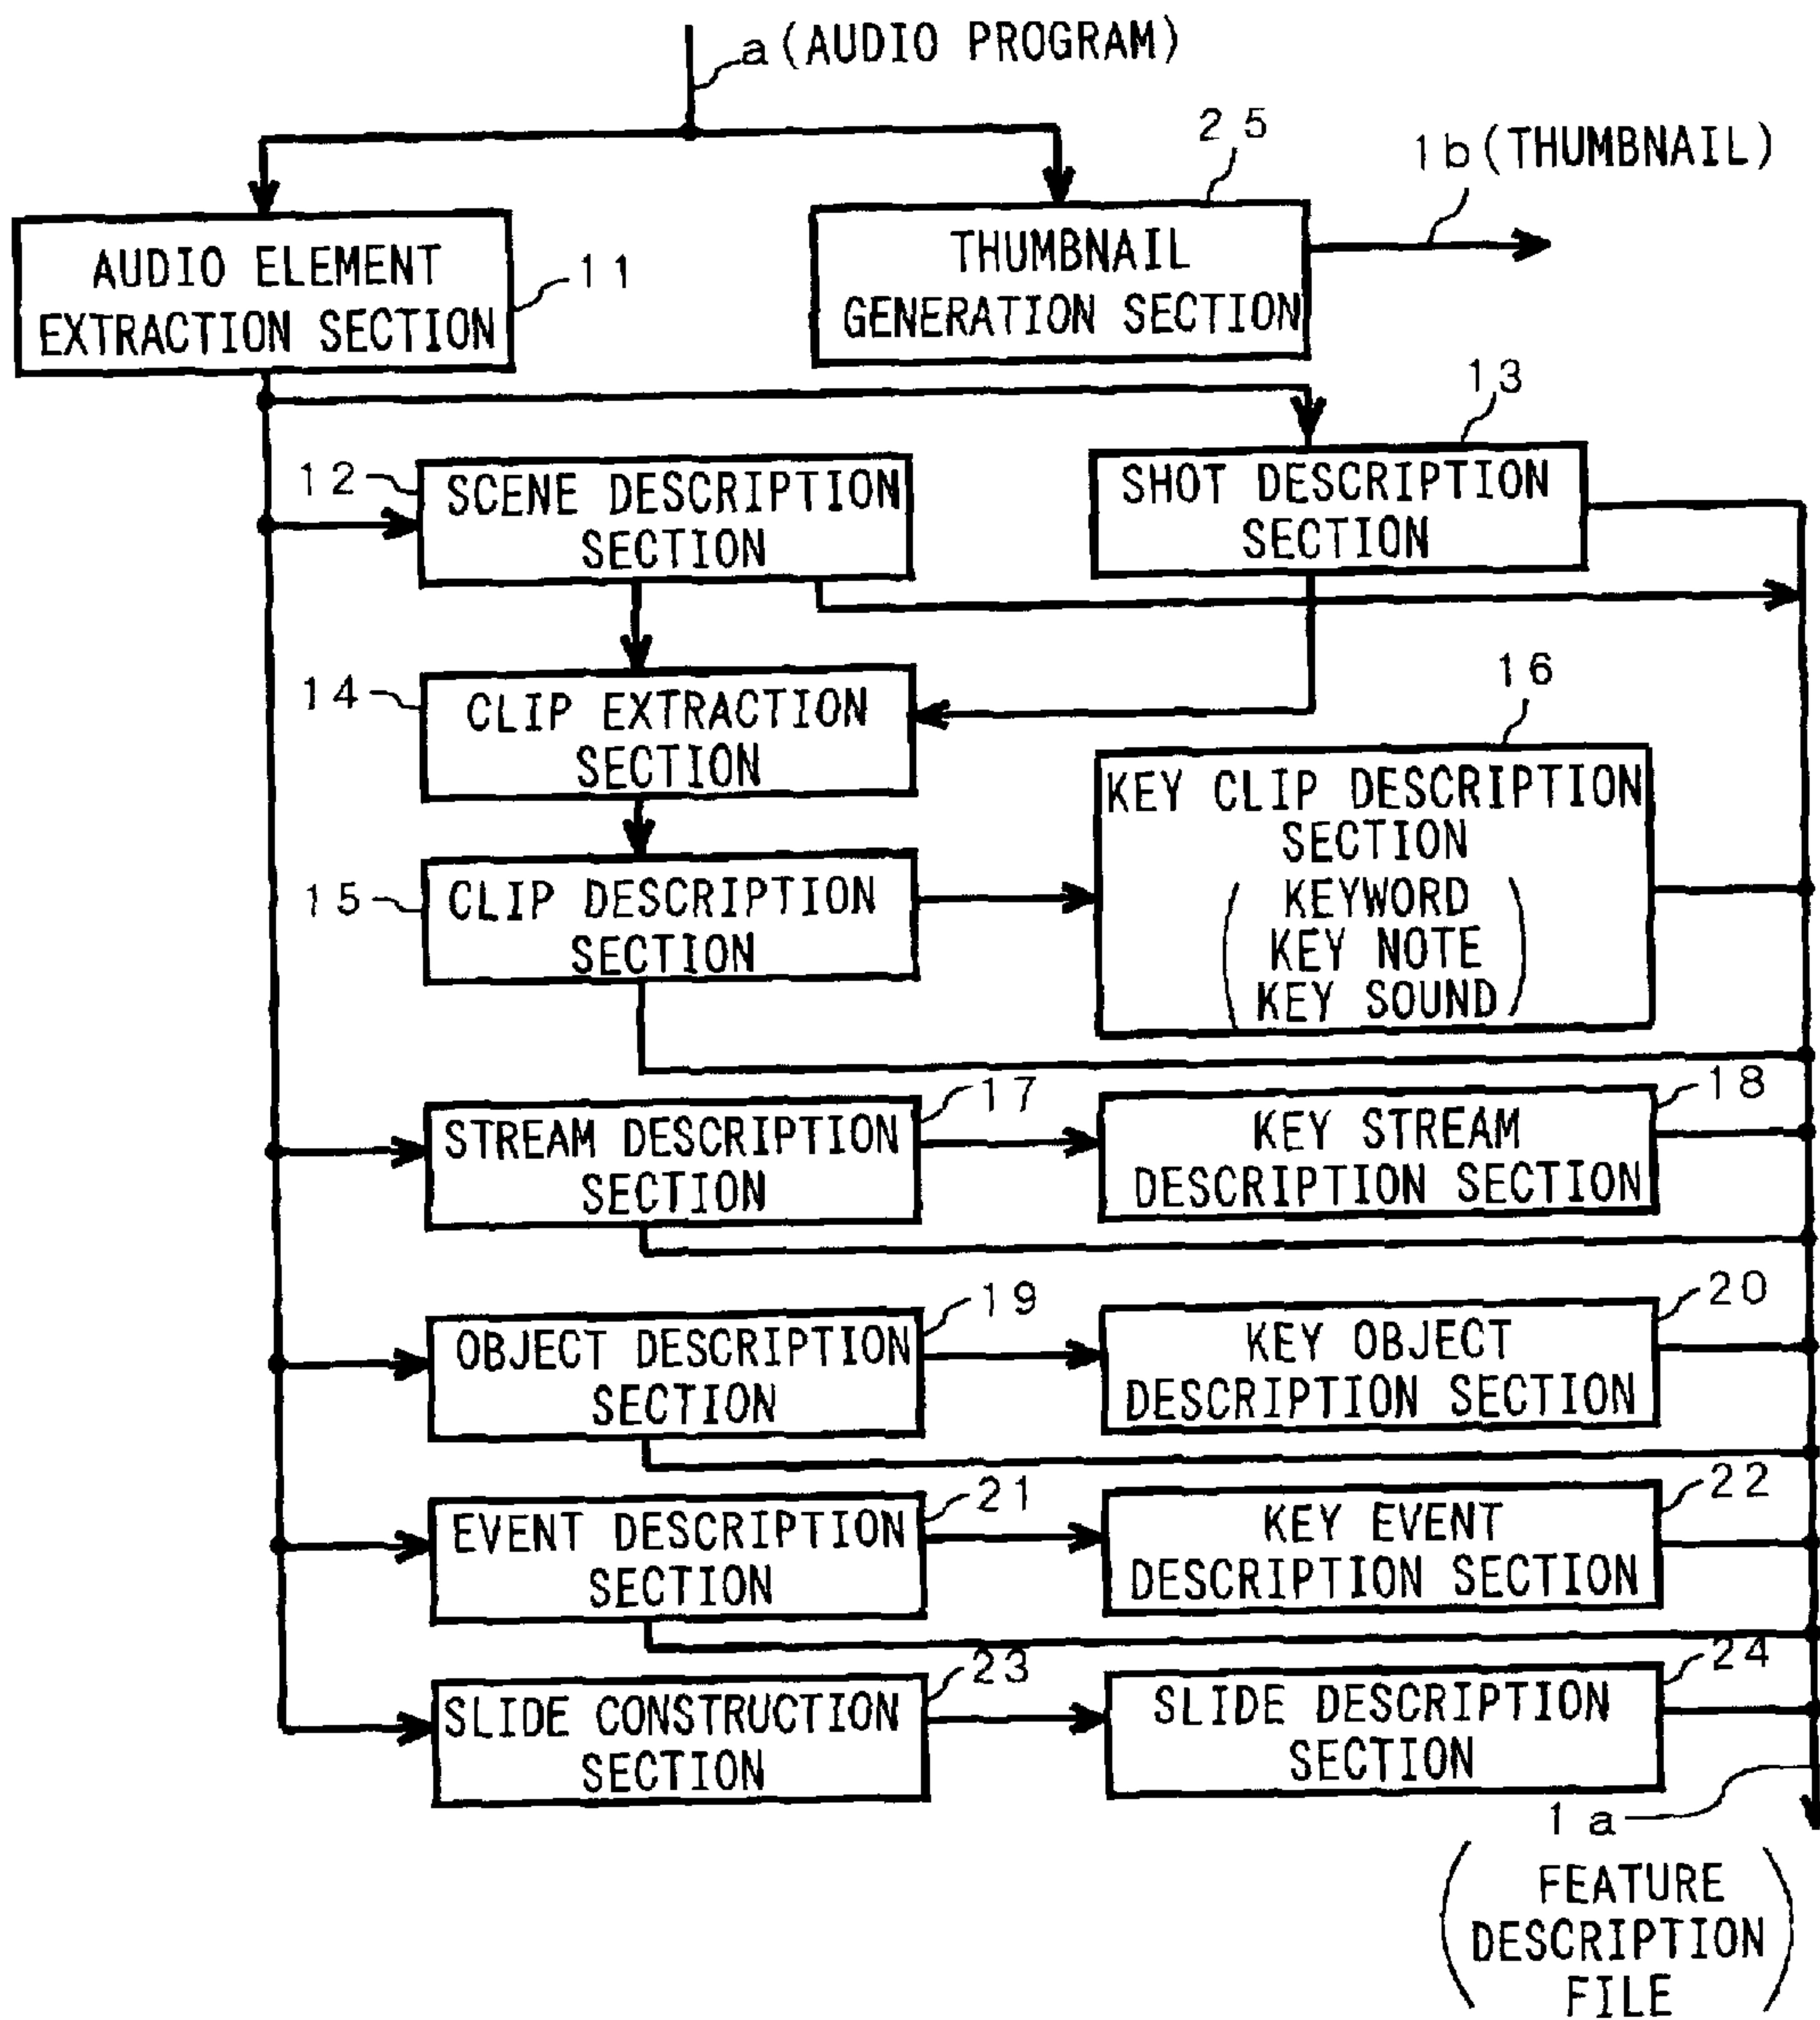 a (AUDIO PROGRAM)
25
1b (THUMBNAIL)
AUDIO ELEMENT
EXTRACTION SECTION
11
THUMBNAIL
GENERATION SECTION
13
12
SCENE DESCRIPTION
SECTION
SHOT DESCRIPTION
SECTION
14
CLIP EXTRACTION
SECTION
16
KEY CLIP DESCRIPTION
SECTION
(KEYWORD
KEY NOTE
KEY SOUND)
15
CLIP DESCRIPTION
SECTION
17
STREAM DESCRIPTION
SECTION
18
KEY STREAM
DESCRIPTION SECTION
19
OBJECT DESCRIPTION
SECTION
20
KEY OBJECT
DESCRIPTION SECTION
21
EVENT DESCRIPTION
SECTION
22
KEY EVENT
DESCRIPTION SECTION
23
SLIDE CONSTRUCTION
SECTION
24
SLIDE DESCRIPTION
SECTION
1a
(FEATURE
DESCRIPTION
FILE)